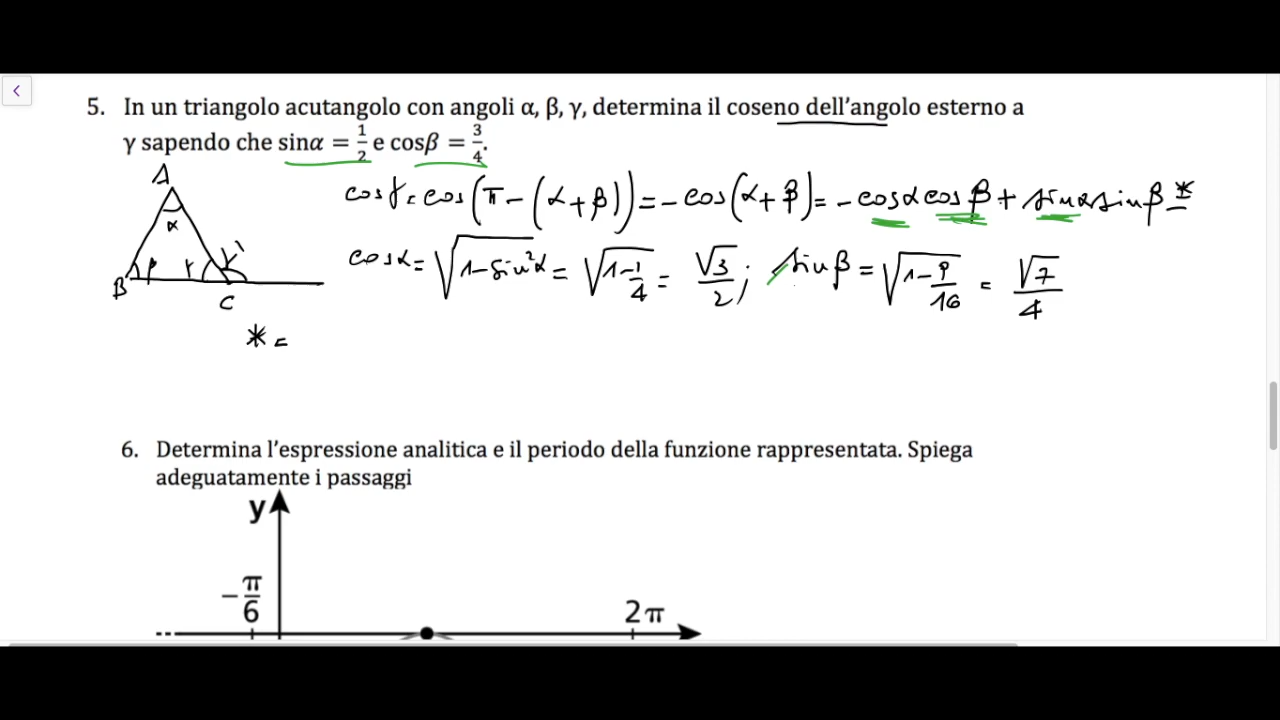 5. In un triangolo acutangolo con angoli α, β, γ, determina il coseno dell'angolo esterno a
γ sapendo che sinα = 1/2 e cosβ = 3/4.
A
cosγ = cos(π-(α+β)) = -cos(α+β) = -cosα cosβ + sinα sinβ *
α
cosα = √(1-sin²α) = √(1-1/4) = √3/2 ; sinβ = √(1-9/16) = √7/4
B β γ γ'
C
* =
6. Determina l'espressione analitica e il periodo della funzione rappresentata. Spiega
adeguatamente i passaggi
y
-π/6
2π